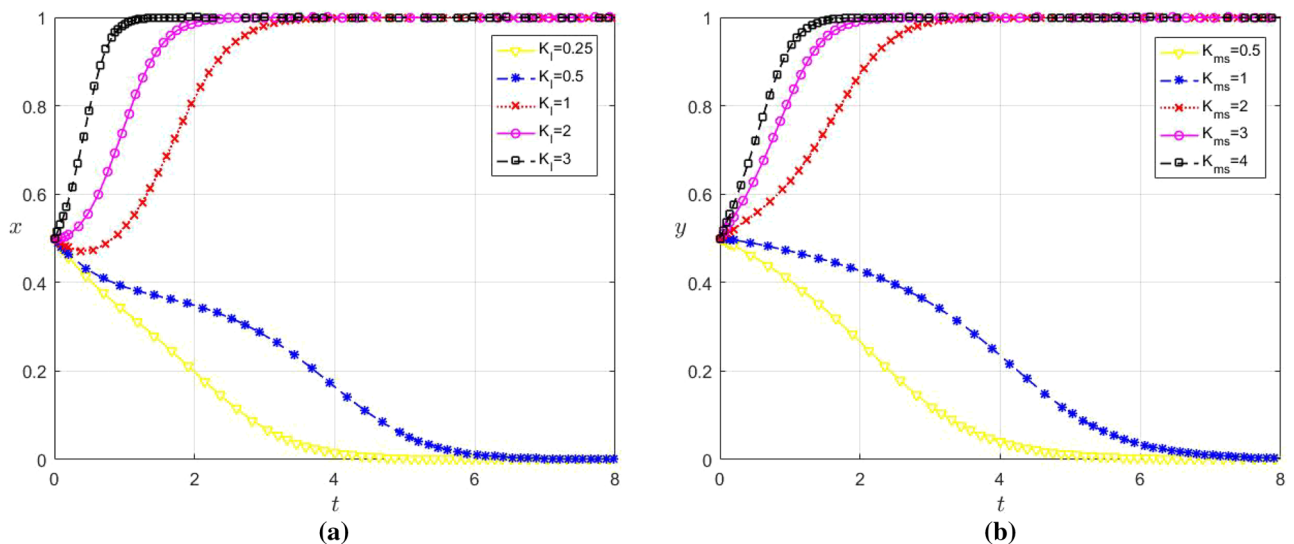 1
0.8
0.6
x
0.4
0.2
0
0 2 4 6 8
t
K_l=0.25
K_l=0.5
K_l=1
K_l=2
K_l=3
(a)
1
0.8
0.6
y
0.4
0.2
0
0 2 4 6 8
t
K_ms=0.5
K_ms=1
K_ms=2
K_ms=3
K_ms=4
(b)